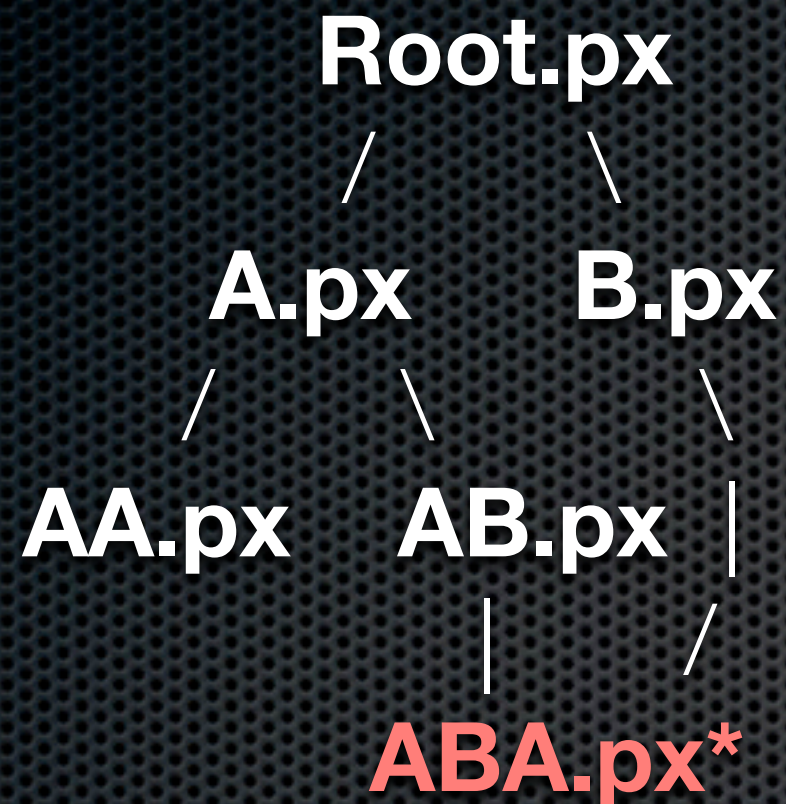 Root.px
/ \
A.px B.px
/ \ \
AA.px AB.px |
| /
ABA.px*